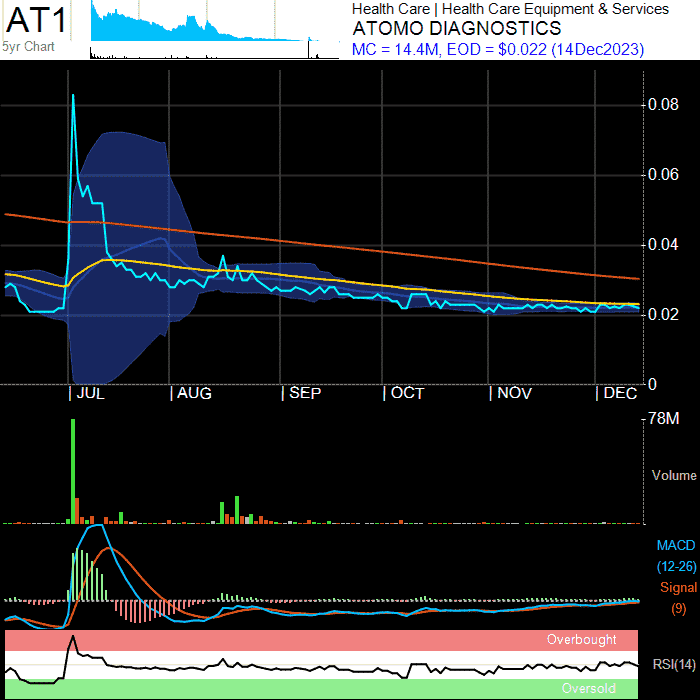 AT1
5yr Chart
Health Care | Health Care Equipment & Services
ATOMO DIAGNOSTICS
MC = 14.4M, EOD = $0.022 (14Dec2023)
0.08
0.06
0.04
0.02
0
| JUL | AUG | SEP | OCT | NOV | DEC
78M
Volume
MACD
(12-26)
Signal
(9)
Overbought
RSI(14)
Oversold